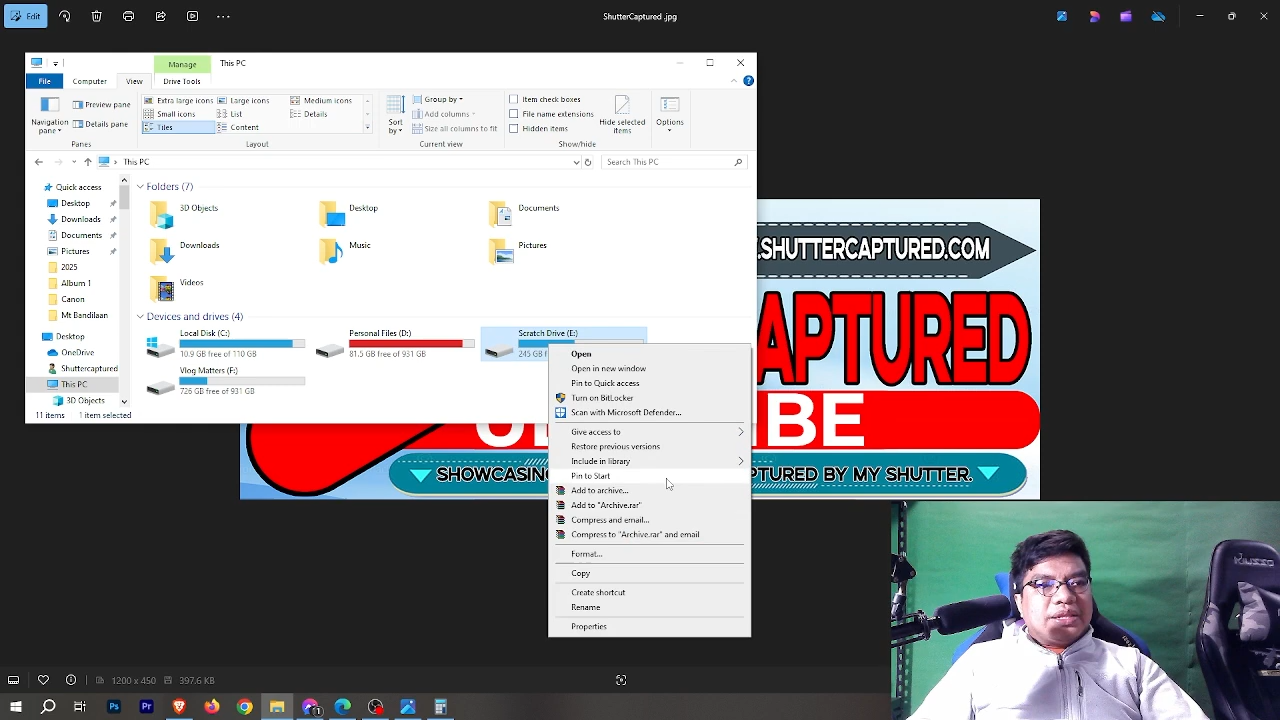 Edit
ShutterCaptured .jpg
Manage
This PC
File
Computer
View
Drive Tools
Navigation pane
Preview pane
Details pane
Panes
Extra large icons
Large icons
Medium icons
Small icons
List
Details
Tiles
Content
Layout
Sort by
Group by
Add columns
Size all columns to fit
Current view
Item check boxes
File name extensions
Hidden items
Hide selected items
Show/hide
Options
This PC
Search This PC
Quick access
Desktop
Downloads
Documents
Pictures
2025
Album 1
Canon
Mt Bandilaan
Desktop
OneDrive
Shuttercaptured
This PC
3D Objects
Folders (7)
3D Objects
Desktop
Documents
Downloads
Music
Pictures
Videos
Devices and drives (4)
Local Disk (C:)
10.9 GB free of 110 GB
Personal Files (D:)
81.5 GB free of 931 GB
Scratch Drive (E:)
245 GB f
Vlog Matters (F:)
726 GB free of 931 GB
11 items
1 item selected
Open
Open in new window
Pin to Quick access
Turn on BitLocker
Scan with Microsoft Defender...
Give access to
Restore previous versions
Include in library
Pin to Start
Add to archive...
Add to "Archive.rar"
Compress and email...
Compress to "Archive.rar" and email
Format...
Copy
Create shortcut
Rename
Properties
.SHUTTERCAPTURED.COM
APTURED
BE
SHOWCASIN
PTURED BY MY SHUTTER.
1200 x 450
397.6 KB
Ps
Pr